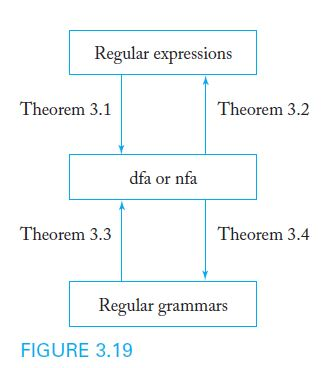 Regular expressions
Theorem 3.1
Theorem 3.2
dfa or nfa
Theorem 3.3
Theorem 3.4
Regular grammars
FIGURE 3.19